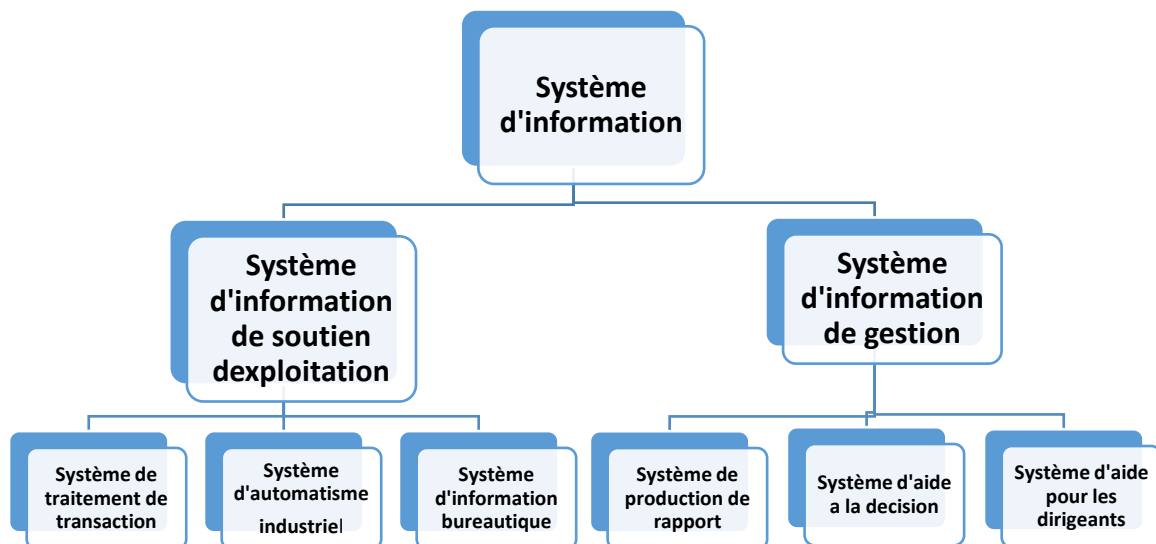 Système
d'information
Système
d'information
de soutien
dexploitation
Système
d'information
de gestion
Système de
traitement de
transaction
Système
d'automatisme
industriel
Système
d'information
bureautique
Système de
production de
rapport
Système d'aide
a la decision
Système d'aide
pour les
dirigeants